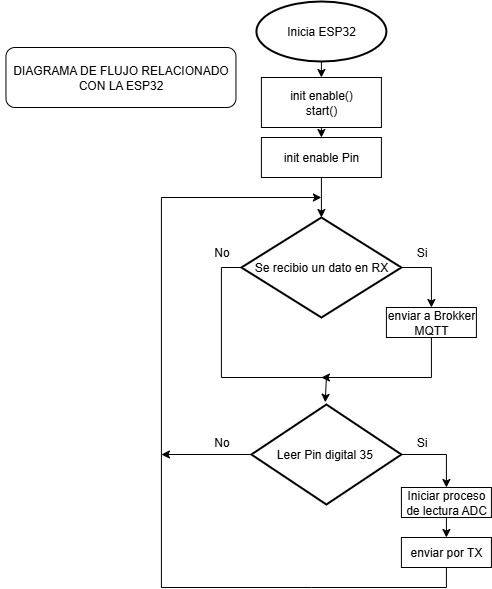 Inicia ESP32
DIAGRAMA DE FLUJO RELACIONADO
CON LA ESP32
init enable()
start()
init enable Pin
No
Si
Se recibio un dato en RX
enviar a Brokker
MQTT
No
Si
Leer Pin digital 35
Iniciar proceso
de lectura ADC
enviar por TX